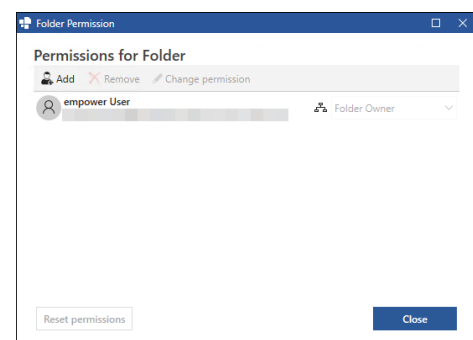 Folder Permission
Permissions for Folder
Add Remove Change permission
empower User
Folder Owner
Reset permissions Close